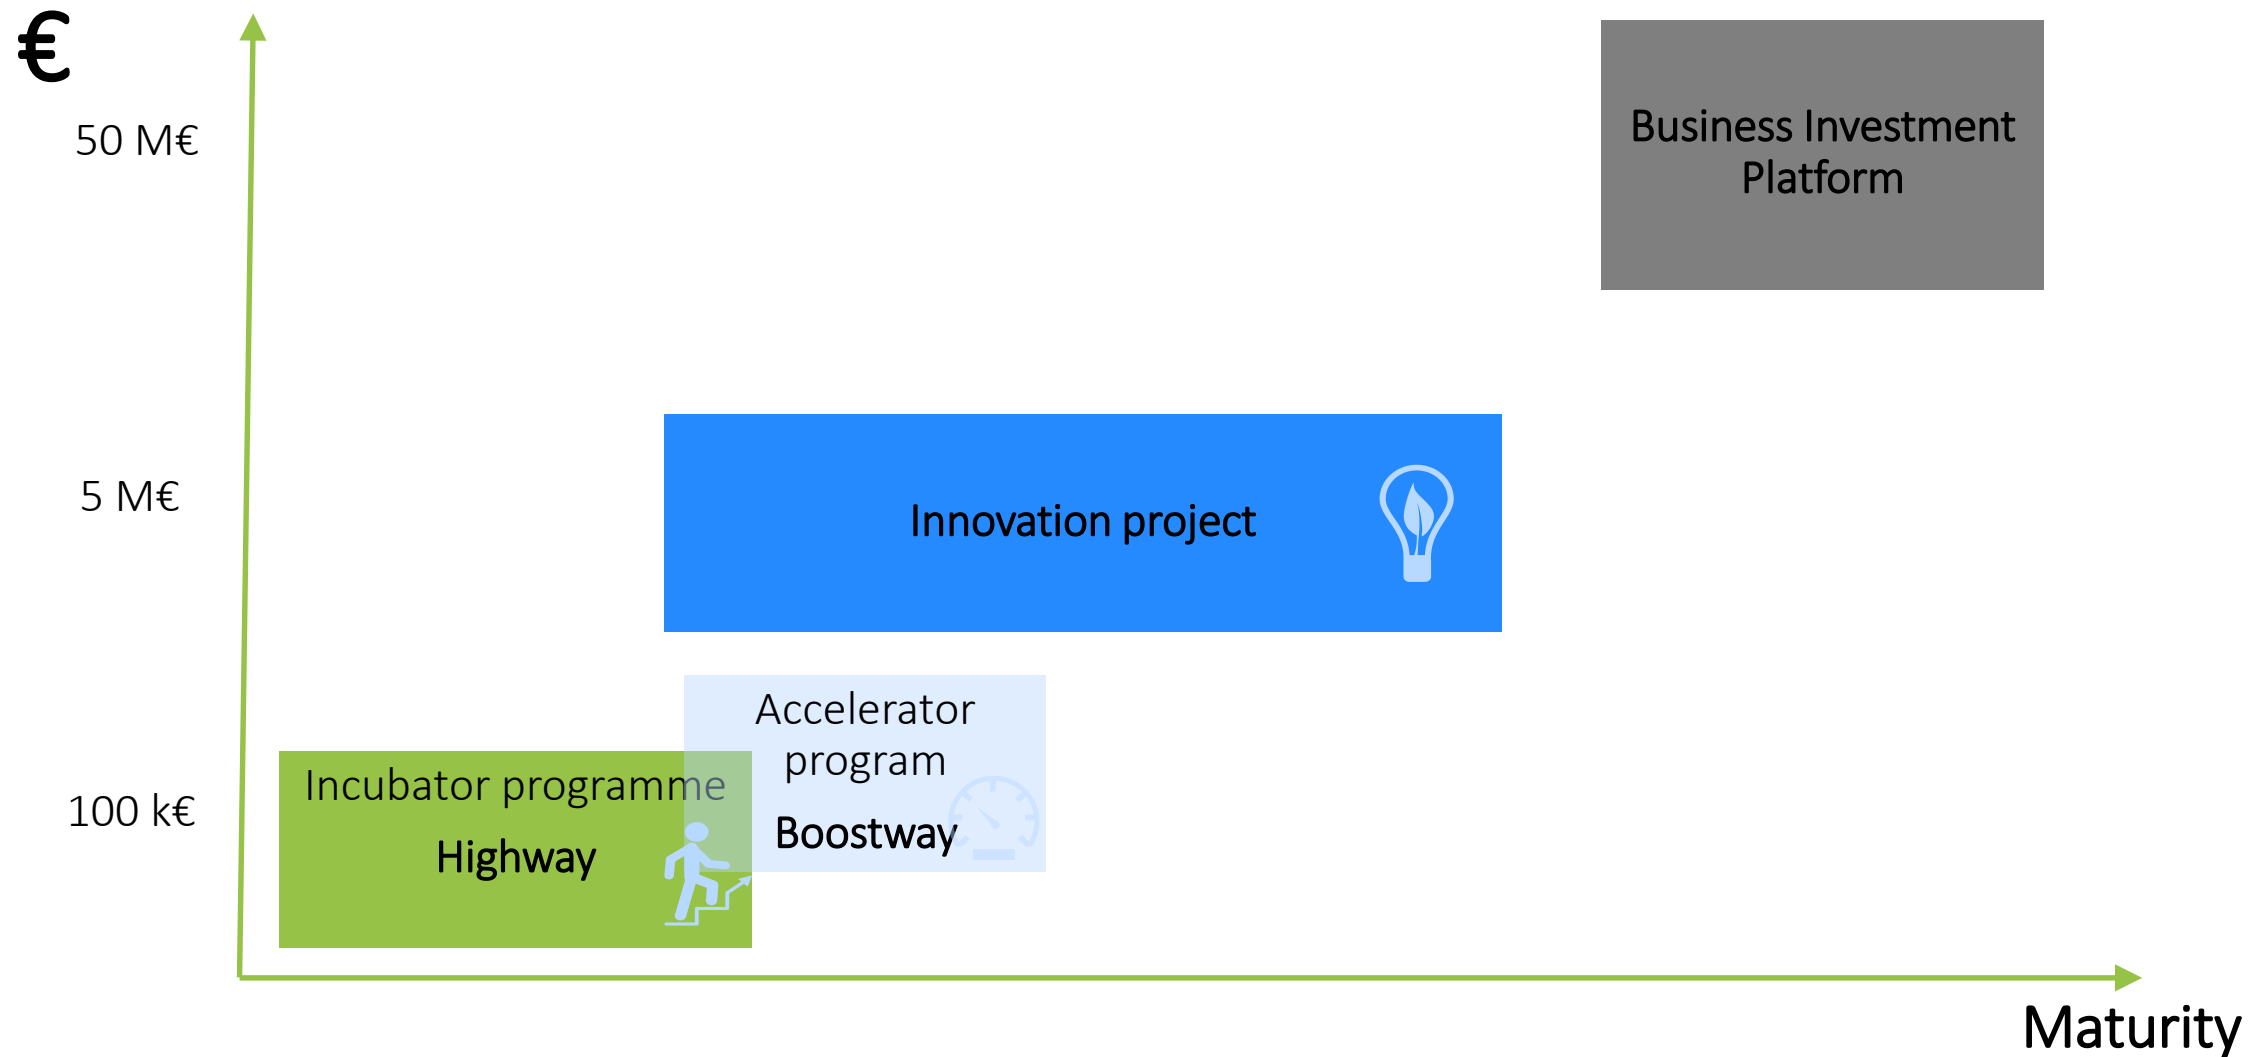 €
50 M€
Business Investment
Platform
5 M€
Innovation project
Accelerator
program
Boostway
100 k€
Incubator programme
Highway
Maturity